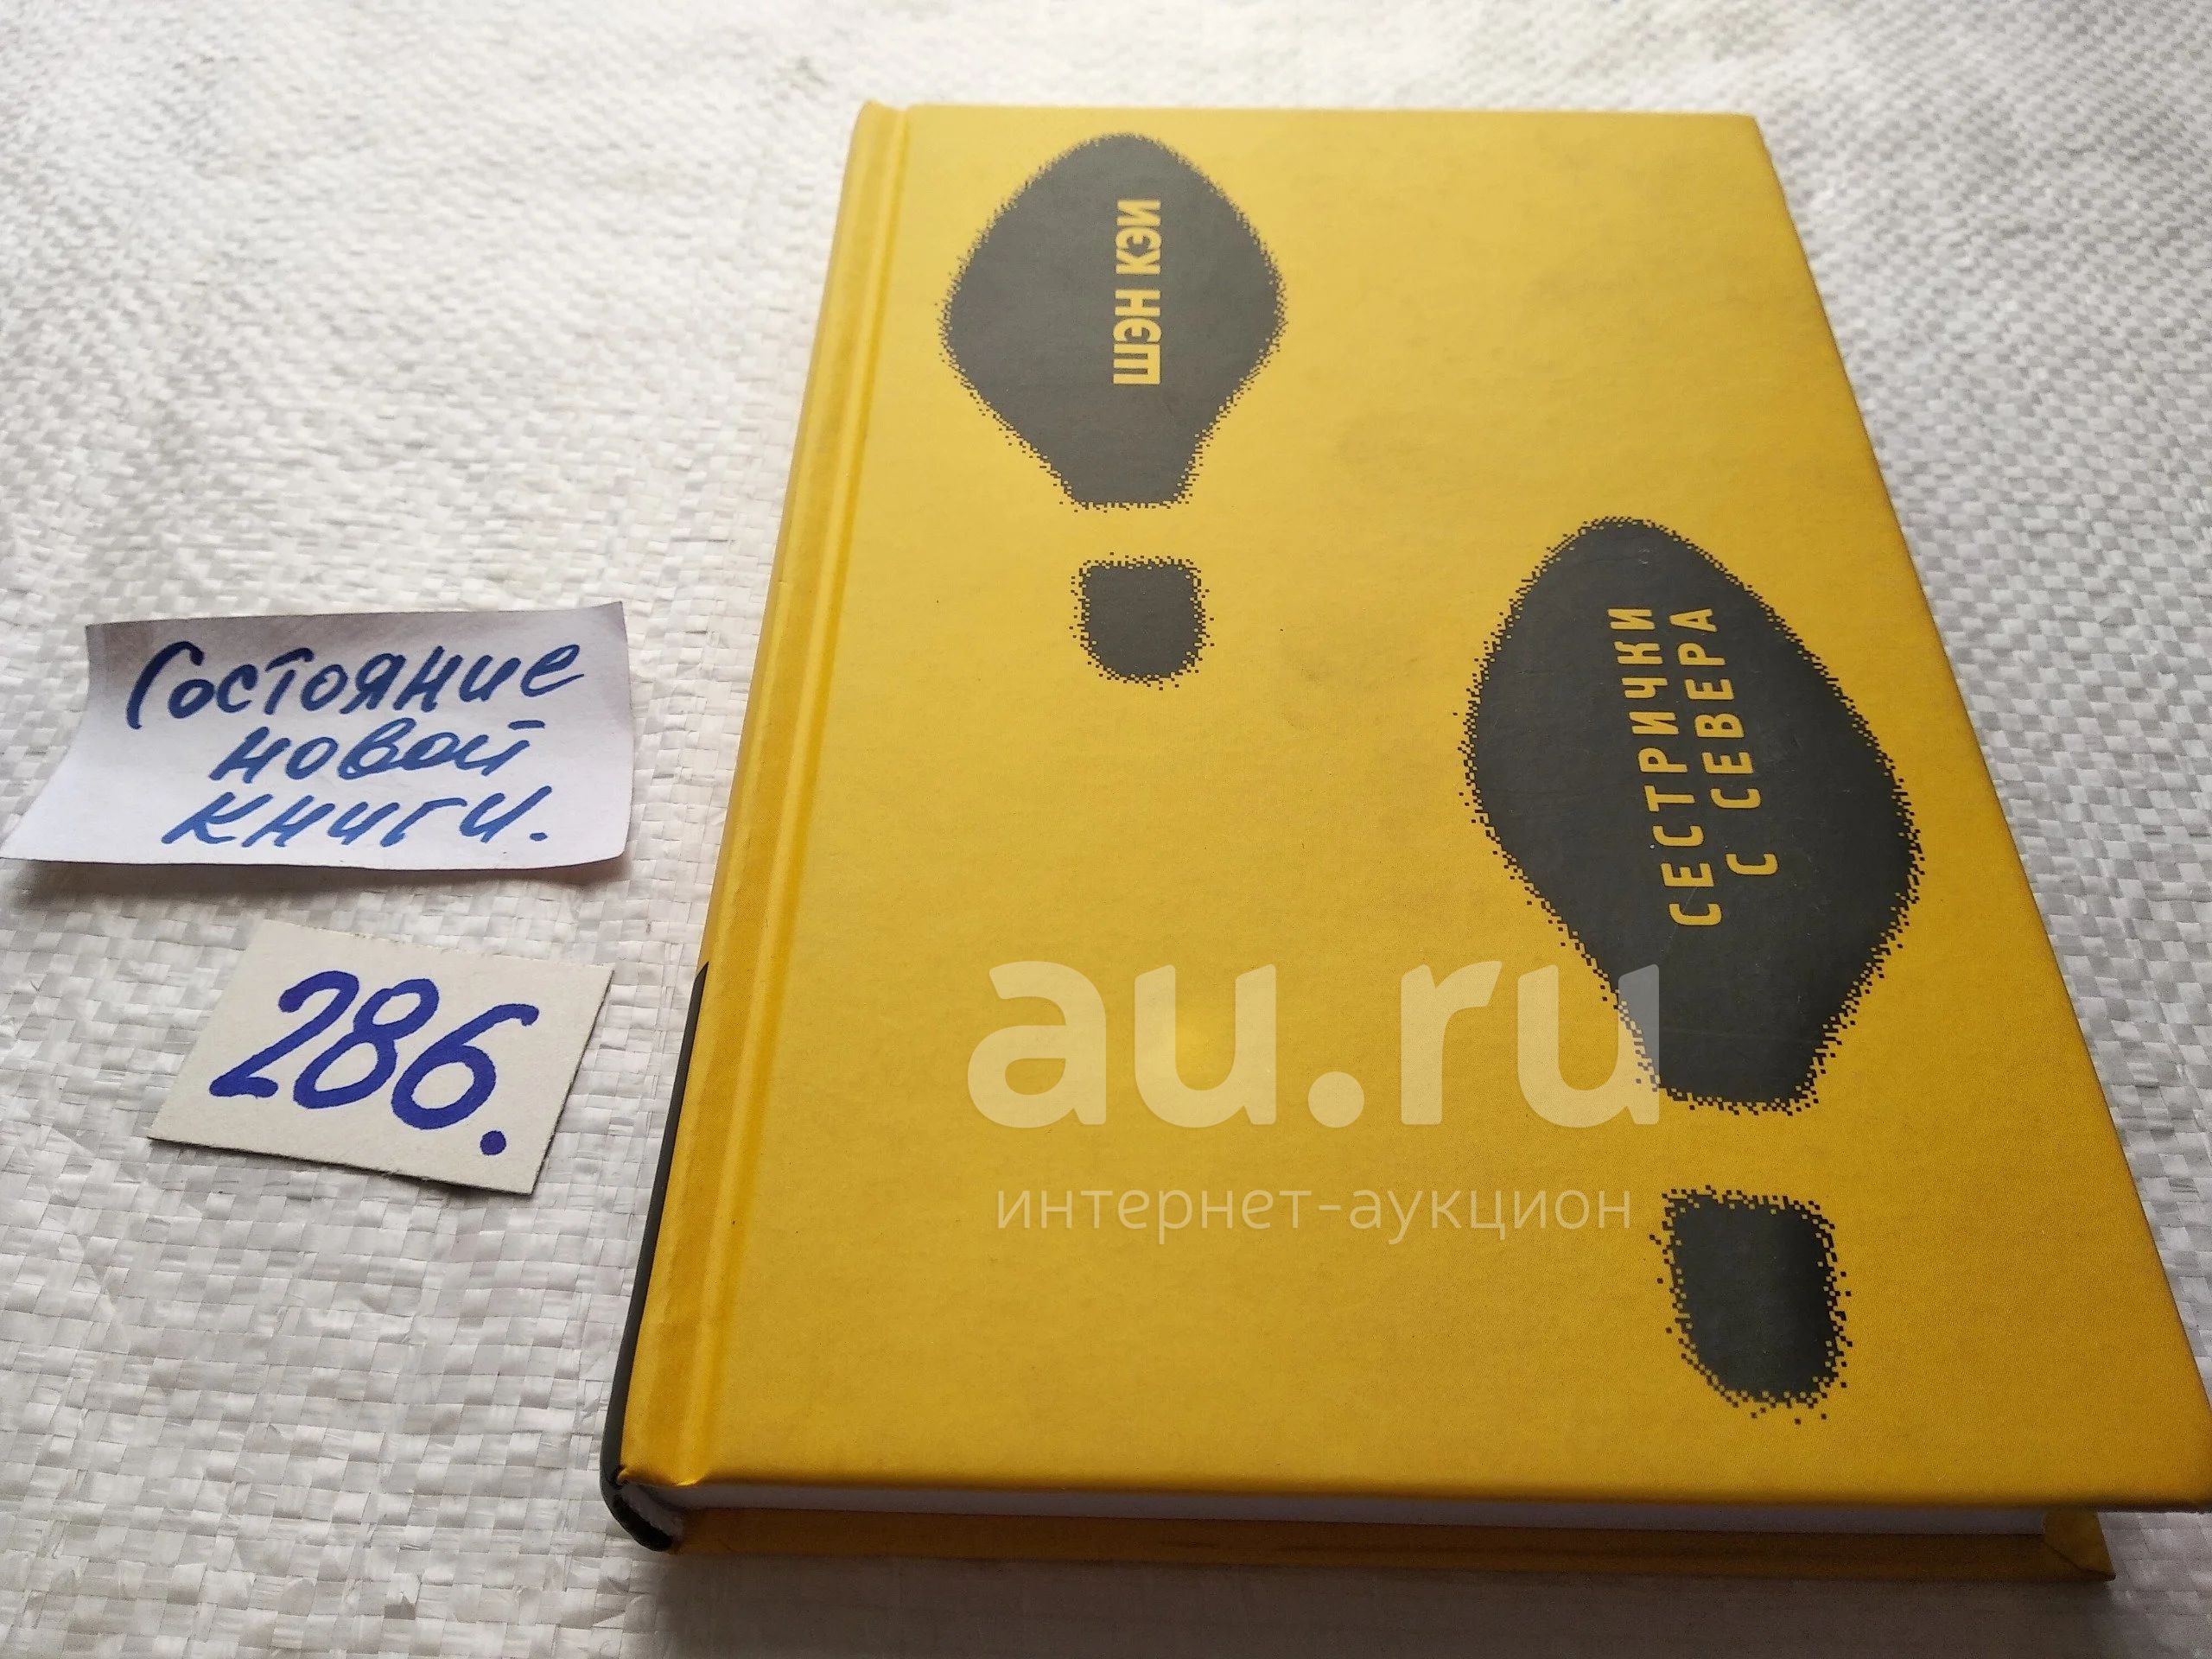 ШЭН КЭИ
СЕСТРИЧКИ
С СЕВЕРА
Состояние
новой
книги.
286.
au.ru
интернет-аукцион